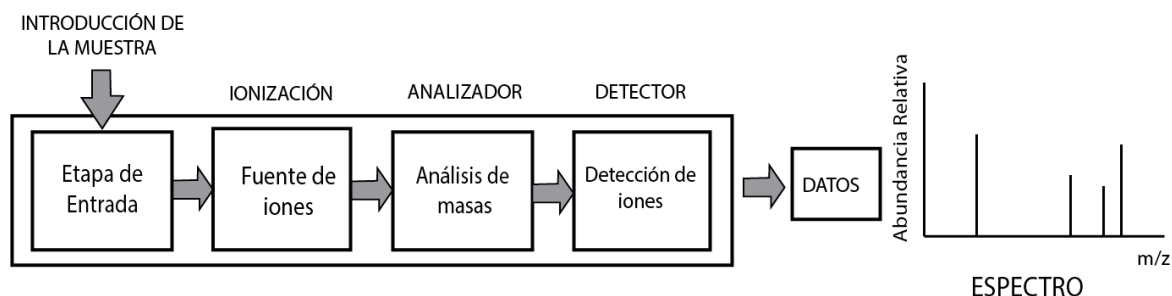 INTRODUCCIÓN DE
LA MUESTRA
IONIZACIÓN
ANALIZADOR
DETECTOR
Etapa de
Entrada
Fuente de
iones
Análisis de
masas
Detección de
iones
DATOS
Abundancia Relativa
m/z
ESPECTRO